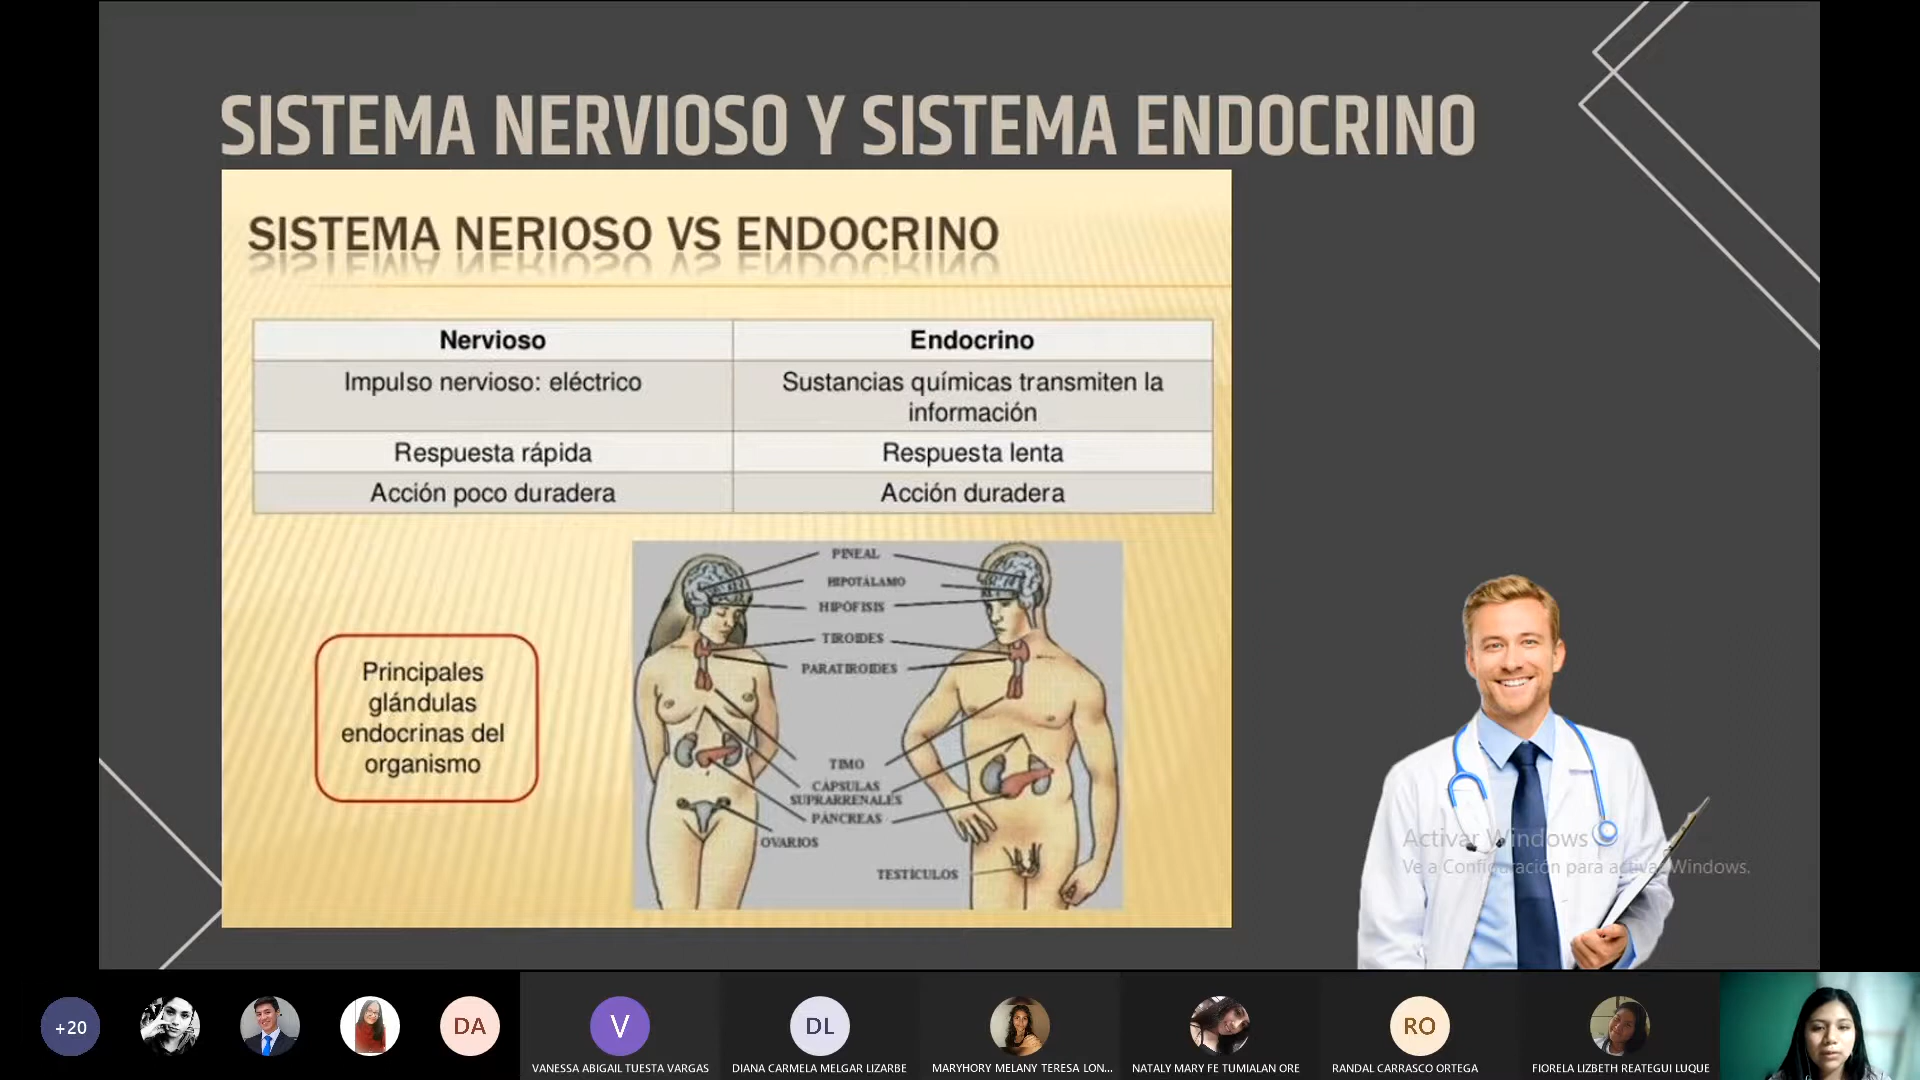 SISTEMA NERVIOSO Y SISTEMA ENDOCRINO
SISTEMA NERIOSO VS ENDOCRINO
Nervioso
Endocrino
Impulso nervioso: eléctrico
Sustancias químicas transmiten la
información
Respuesta rápida
Respuesta lenta
Acción poco duradera
Acción duradera
Principales
glándulas
endocrinas del
organismo
PINEAL
HIPOTÁLAMO
HIPÓFISIS
TIROIDES
PARATIROIDES
TIMO
CÁPSULAS
SUPRARRENALES
PÁNCREAS
OVARIOS
TESTÍCULOS
Activar Windows
Ve a Configuración para activar Windows.
+20
DA
V
DL
RO
VANESSA ABIGAIL TUESTA VARGAS
DIANA CARMELA MELGAR LIZARBE
MARYHORY MELANY TERESA LON...
NATALY MARY FE TUMIALAN ORE
RANDAL CARRASCO ORTEGA
FIORELA LIZBETH REATEGUI LUQUE